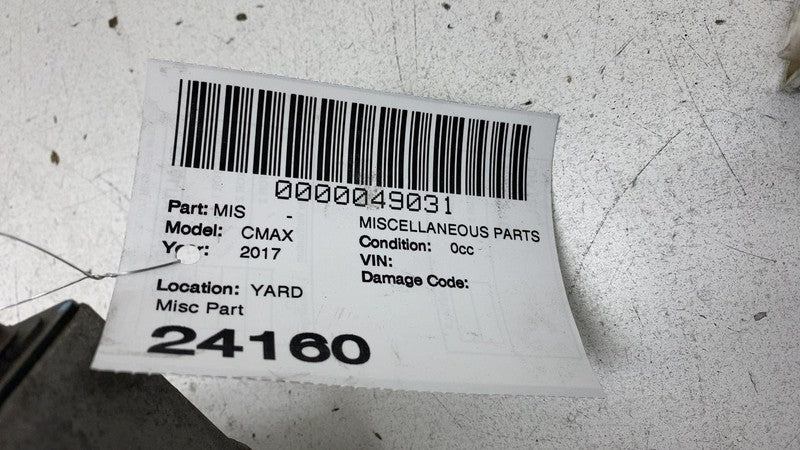 0000049031
Part: MIS - MISCELLANEOUS PARTS
Model: CMAX Condition: 0cc
Year: 2017 VIN:
Damage Code:
Location: YARD
Misc Part
24160